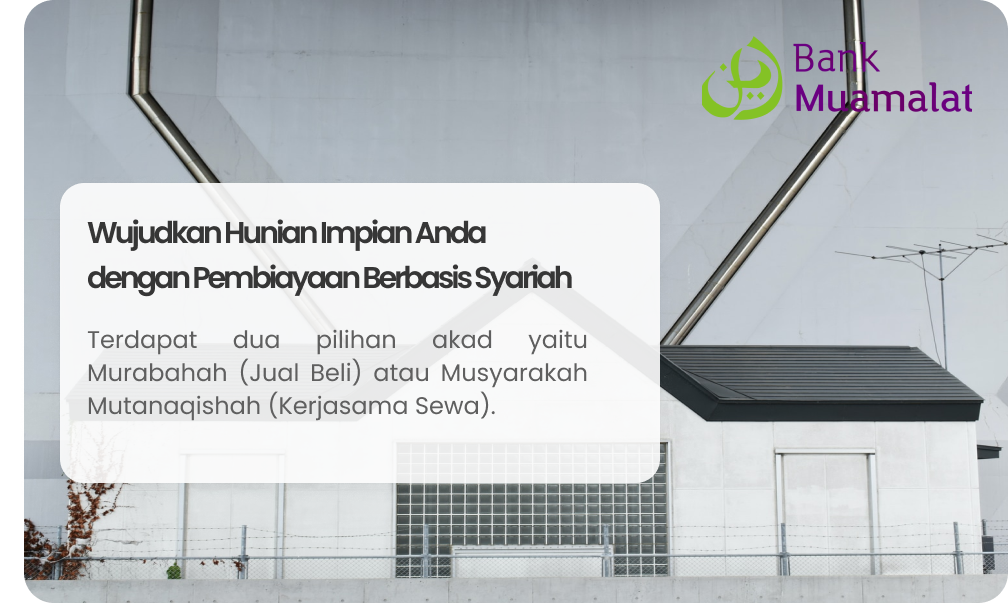 Bank
Muamalat
Wujudkan Hunian Impian Anda
dengan Pembiayaan Berbasis Syariah
Terdapat dua pilihan akad yaitu
Murabahah (Jual Beli) atau Musyarakah
Mutanaqishah (Kerjasama Sewa).